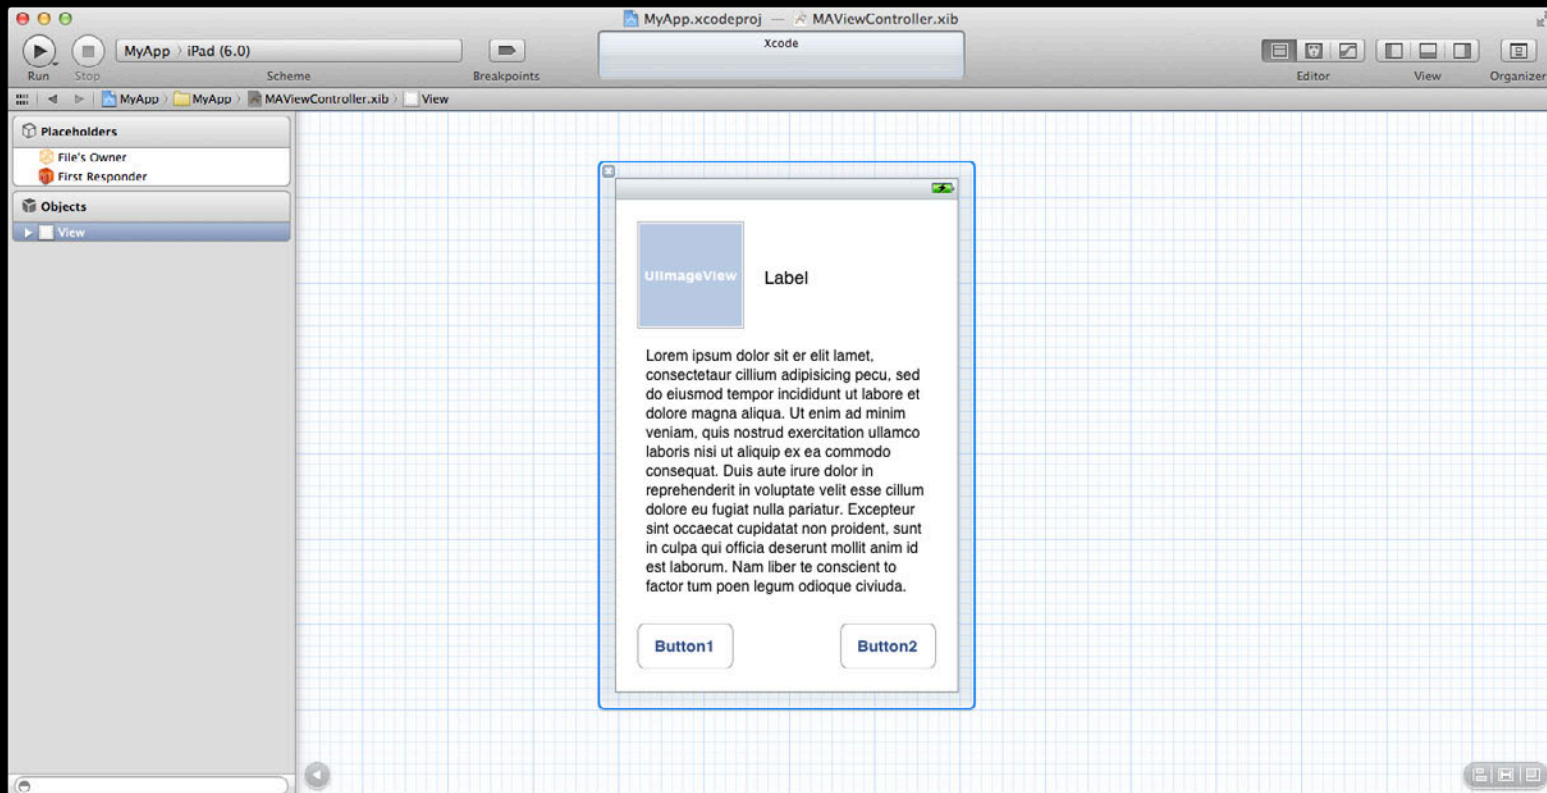 MyApp.xcodeproj — MAViewController.xib
MyApp 〉 iPad (6.0)
Xcode
Run Stop Scheme Breakpoints Editor View Organizer
MyApp 〉 MyApp 〉 MAViewController.xib 〉 View
Placeholders
File's Owner
First Responder
Objects
View
UIImageView
Label
Lorem ipsum dolor sit er elit lamet,
consectetaur cillium adipisicing pecu, sed
do eiusmod tempor incididunt ut labore et
dolore magna aliqua. Ut enim ad minim
veniam, quis nostrud exercitation ullamco
laboris nisi ut aliquip ex ea commodo
consequat. Duis aute irure dolor in
reprehenderit in voluptate velit esse cillum
dolore eu fugiat nulla pariatur. Excepteur
sint occaecat cupidatat non proident, sunt
in culpa qui officia deserunt mollit anim id
est laborum. Nam liber te conscient to
factor tum poen legum odioque civiuda.
Button1 Button2